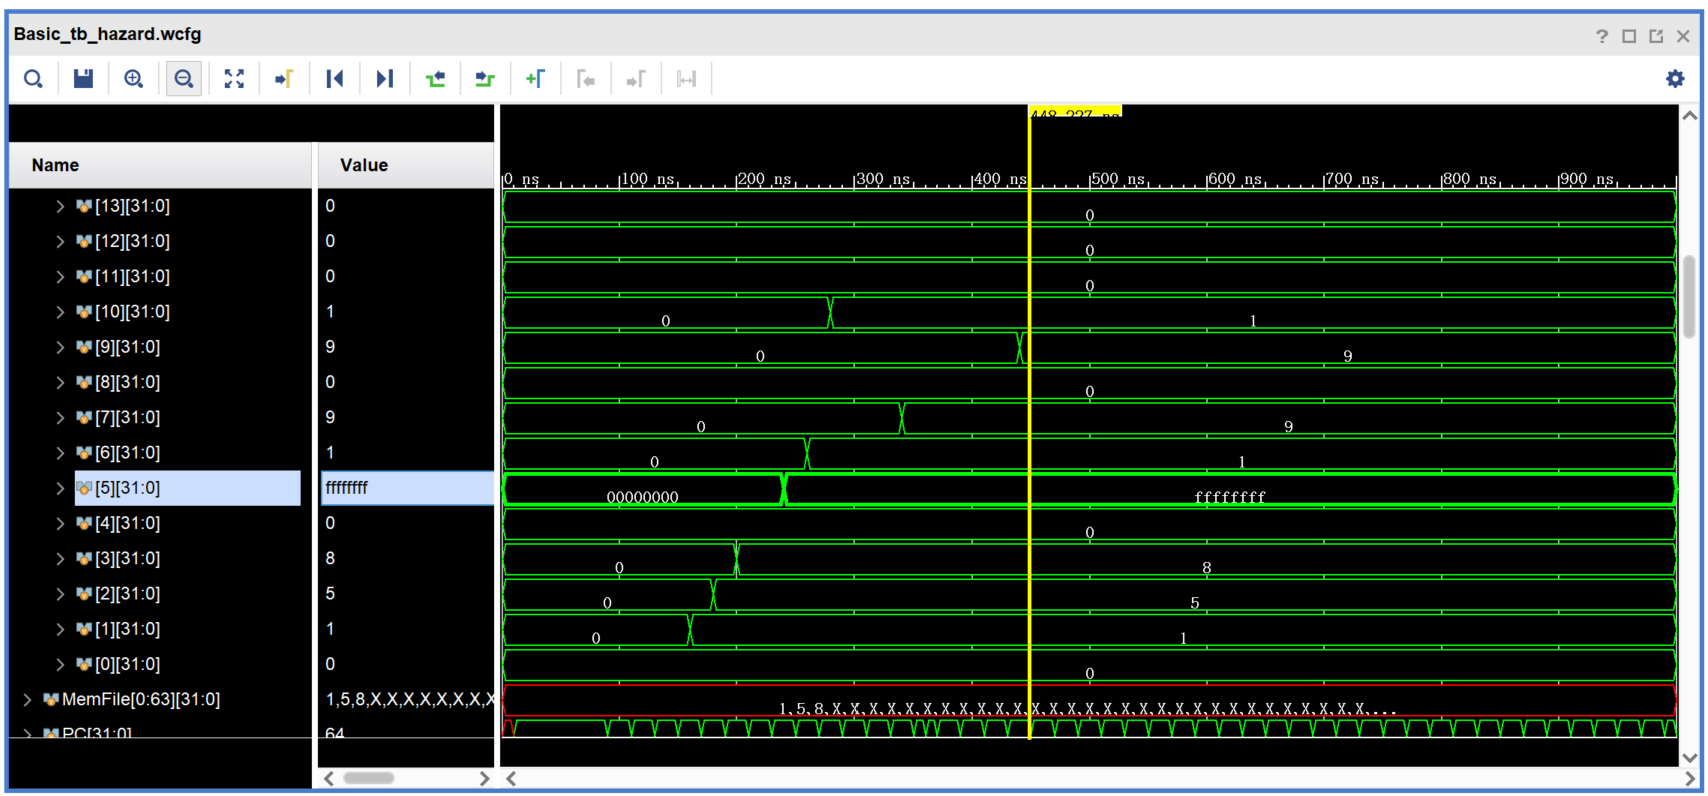 Basic_tb_hazard.wcfg
448.227 ns
Name Value 0 ns 100 ns 200 ns 300 ns 400 ns 500 ns 600 ns 700 ns 800 ns 900 ns
[13][31:0] 0 0
[12][31:0] 0 0
[11][31:0] 0 0
[10][31:0] 1 0 1
[9][31:0] 9 0 9
[8][31:0] 0 0
[7][31:0] 9 0 9
[6][31:0] 1 0 1
[5][31:0] ffffffff 00000000 ffffffff
[4][31:0] 0 0
[3][31:0] 8 0 8
[2][31:0] 5 0 5
[1][31:0] 1 0 1
[0][31:0] 0 0
MemFile[0:63][31:0] 1,5,8,X,X,X,X,X,X,X,X 1,5,8,X,X,X,X,X,X,X,X,X,X,X,X,X,X,X,X,X,X,X,X,X,X,X,X,X,X,X,X,X,X,...
PC[31:0] 64